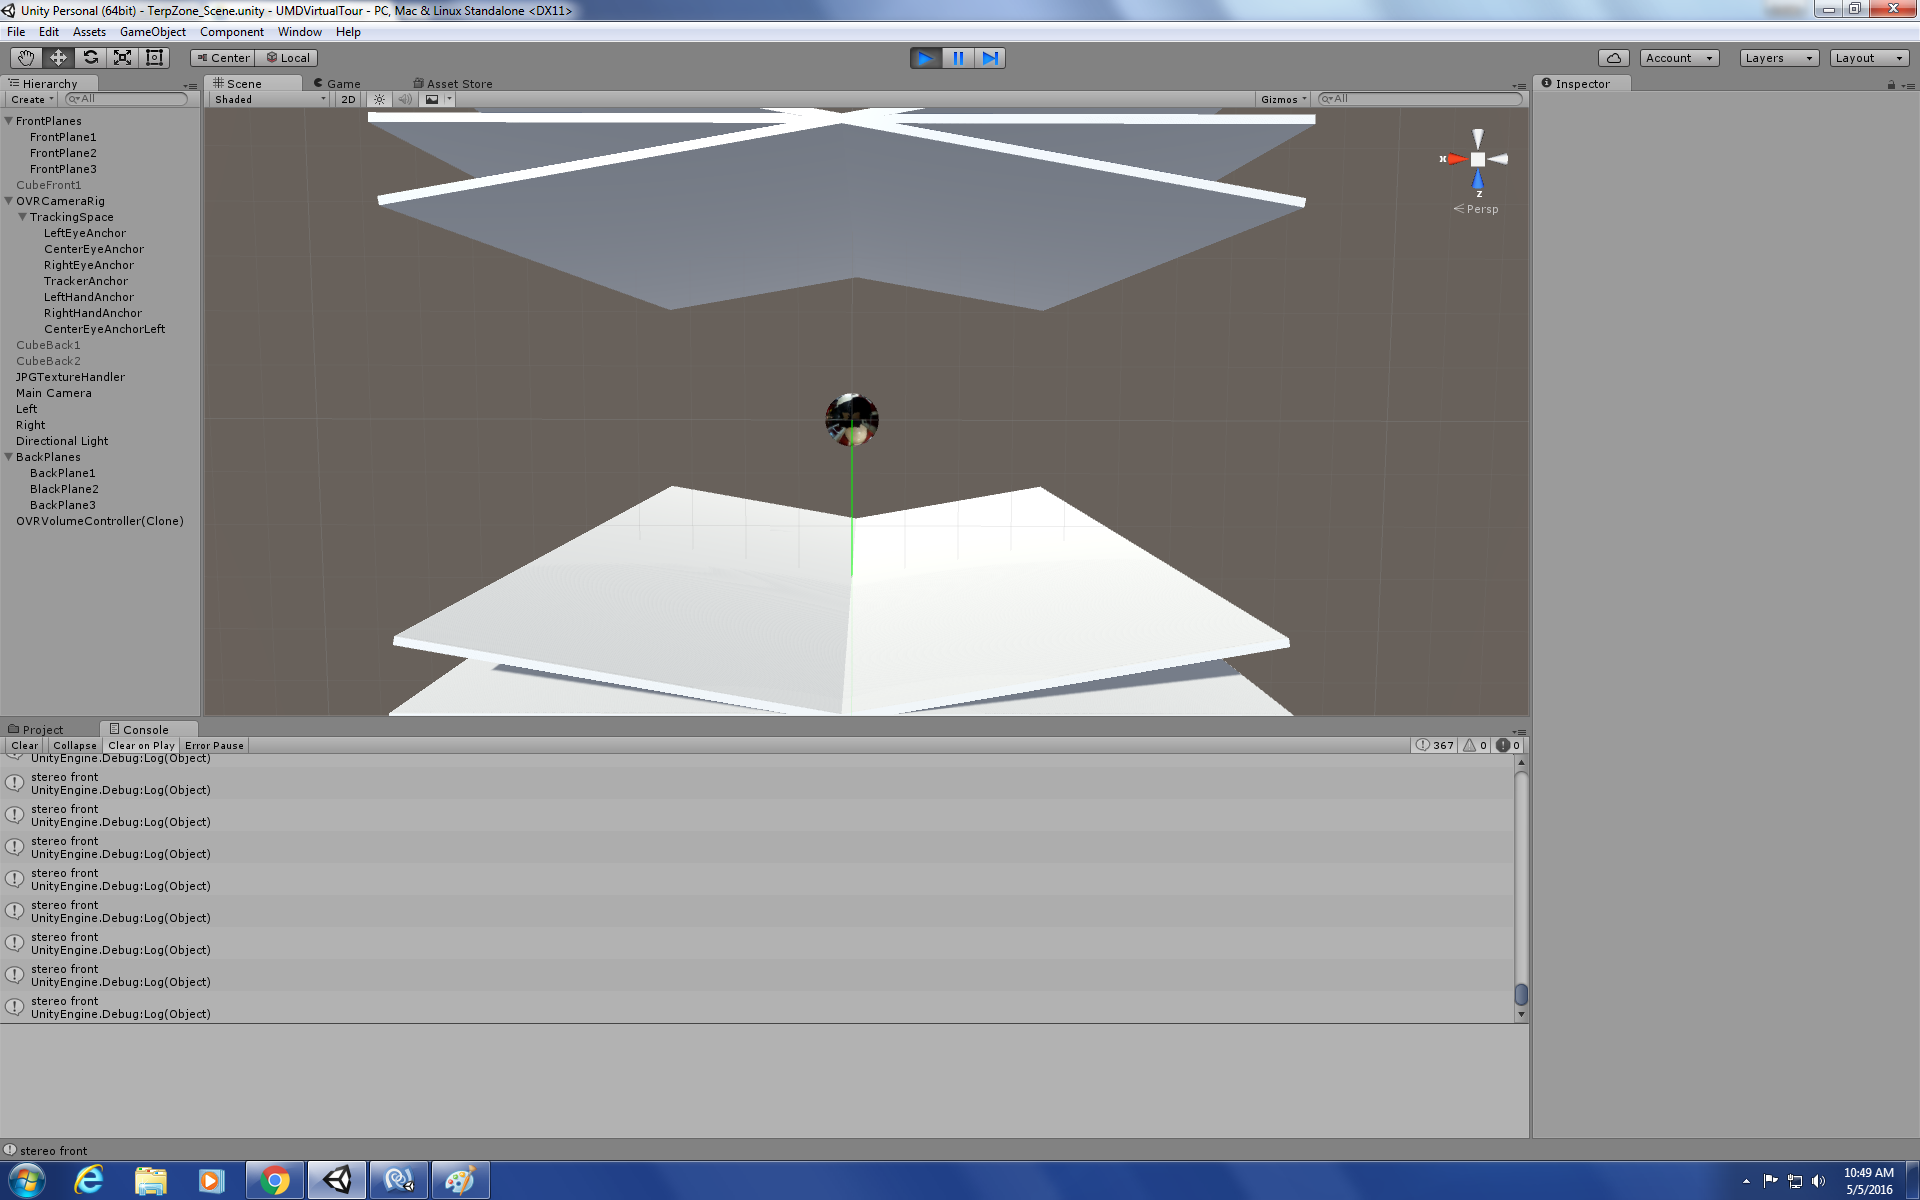 Unity Personal (64bit) - TerpZone_Scene.unity - UMDVirtualTour - PC, Mac & Linux Standalone <DX11>
File Edit Assets GameObject Component Window Help
Center Local
Account Layers Layout
Hierarchy
Create All
FrontPlanes
FrontPlane1
FrontPlane2
FrontPlane3
CubeFront1
OVRCameraRig
TrackingSpace
LeftEyeAnchor
CenterEyeAnchor
RightEyeAnchor
TrackerAnchor
LeftHandAnchor
RightHandAnchor
CenterEyeAnchorLeft
CubeBack1
CubeBack2
JPGTextureHandler
Main Camera
Left
Right
Directional Light
BackPlanes
BackPlane1
BlackPlane2
BackPlane3
OVRVolumeController(Clone)
Scene Game Asset Store
Shaded 2D Gizmos All
x
z
Persp
Inspector
Project Console
Clear Collapse Clear on Play Error Pause 367 0 0
UnityEngine.Debug:Log(Object)
stereo front
UnityEngine.Debug:Log(Object)
stereo front
UnityEngine.Debug:Log(Object)
stereo front
UnityEngine.Debug:Log(Object)
stereo front
UnityEngine.Debug:Log(Object)
stereo front
UnityEngine.Debug:Log(Object)
stereo front
UnityEngine.Debug:Log(Object)
stereo front
UnityEngine.Debug:Log(Object)
stereo front
UnityEngine.Debug:Log(Object)
stereo front
10:49 AM
5/5/2016